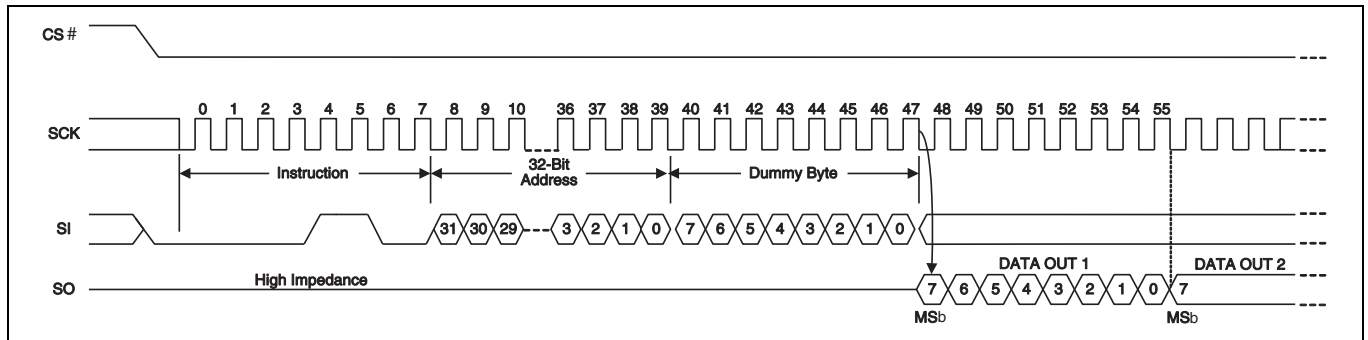 CS #
SCK
0 1 2 3 4 5 6 7 8 9 10 36 37 38 39 40 41 42 43 44 45 46 47 48 49 50 51 52 53 54 55
Instruction
32-Bit
Address
Dummy Byte
SI
31 30 29 3 2 1 0 7 6 5 4 3 2 1 0
SO
High Impedance
DATA OUT 1
DATA OUT 2
7 6 5 4 3 2 1 0 7
MSb
MSb